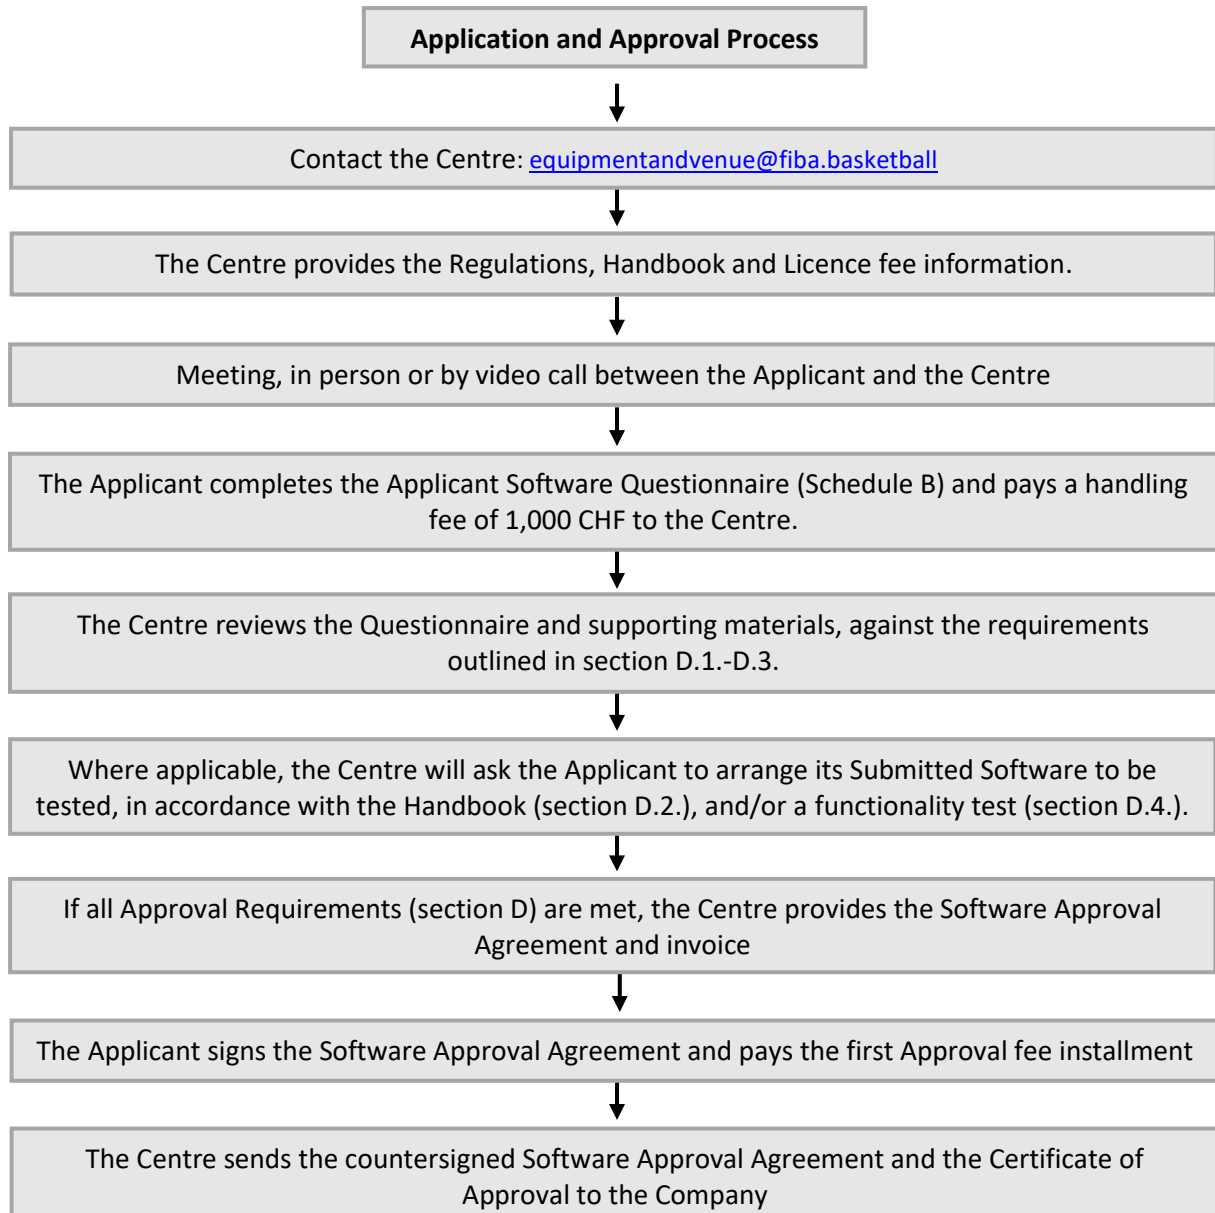 Application and Approval Process
Contact the Centre: equipmentandvenue@fiba.basketball
The Centre provides the Regulations, Handbook and Licence fee information.
Meeting, in person or by video call between the Applicant and the Centre
The Applicant completes the Applicant Software Questionnaire (Schedule B) and pays a handling
fee of 1,000 CHF to the Centre.
The Centre reviews the Questionnaire and supporting materials, against the requirements
outlined in section D.1.-D.3.
Where applicable, the Centre will ask the Applicant to arrange its Submitted Software to be
tested, in accordance with the Handbook (section D.2.), and/or a functionality test (section D.4.).
If all Approval Requirements (section D) are met, the Centre provides the Software Approval
Agreement and invoice
The Applicant signs the Software Approval Agreement and pays the first Approval fee installment
The Centre sends the countersigned Software Approval Agreement and the Certificate of
Approval to the Company